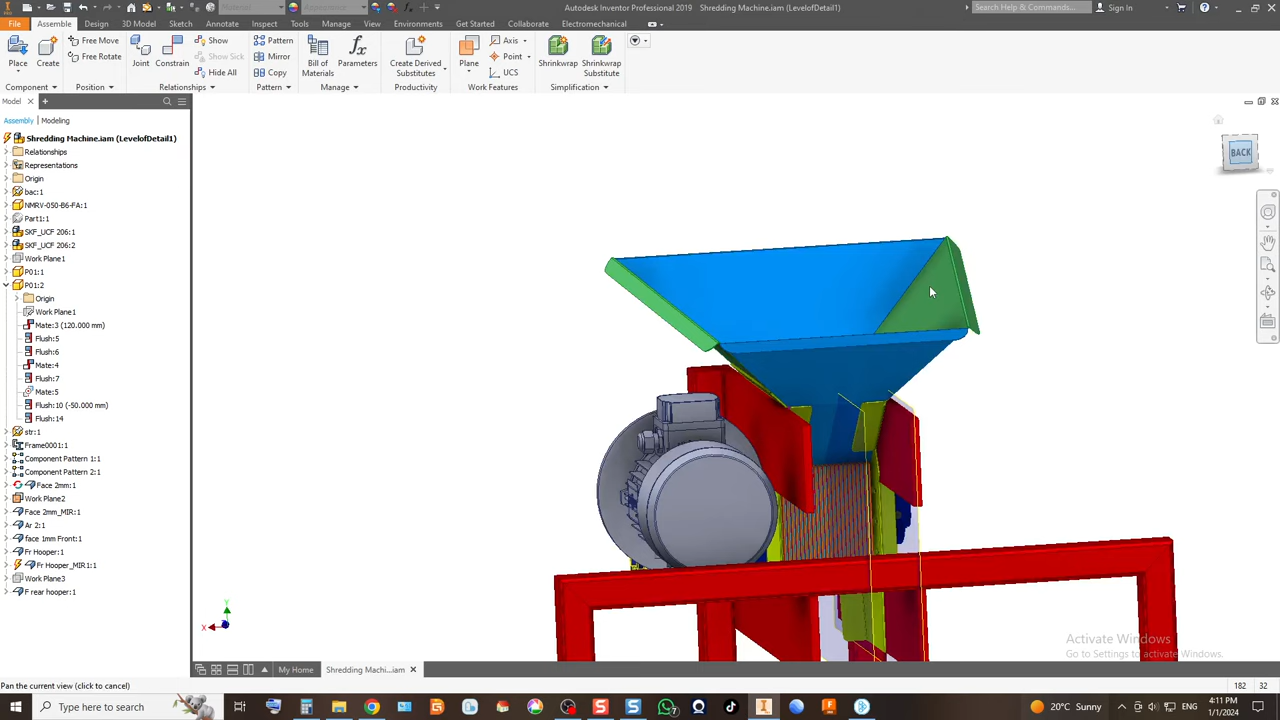 Material
Appearance
Autodesk Inventor Professional 2019 Shredding Machine.iam (LevelofDetail1)
Search Help & Commands...
Sign In
File Assemble Design 3D Model Sketch Annotate Inspect Tools Manage View Environments Get Started Collaborate Electromechanical
Free Move
Free Rotate
Show
Show Sick
Hide All
Pattern
Mirror
Copy
Axis
Point
UCS
Place
Create
Joint
Constrain
Bill of
Materials
Parameters
Create Derived
Substitutes
Plane
Shrinkwrap
Shrinkwrap
Substitute
Component
Position
Relationships
Pattern
Manage
Productivity
Work Features
Simplification
Model
Assembly
Modeling
Shredding Machine.iam (LevelofDetail1)
Relationships
Representations
Origin
bac:1
NMRV-050-B6-FA:1
Part1:1
SKF_UCF 206:1
SKF_UCF 206:2
Work Plane1
P01:1
P01:2
Origin
Work Plane1
Mate:3 (120.000 mm)
Flush:5
Flush:6
Mate:4
Flush:7
Mate:5
Flush:10 (-50.000 mm)
Flush:14
str:1
Frame0001:1
Component Pattern 1:1
Component Pattern 2:1
Face 2mm:1
Work Plane2
Face 2mm_MIR:1
Ar 2:1
face 1mm Front:1
Fr Hooper:1
Fr Hooper_MIR1:1
Work Plane3
F rear hooper:1
BACK
Y
X
Activate Windows
Go to Settings to activate Windows.
My Home
Shredding Machi...iam
Pan the current view (click to cancel)
182 32
Type here to search
20°C Sunny
ENG
4:11 PM
1/1/2024